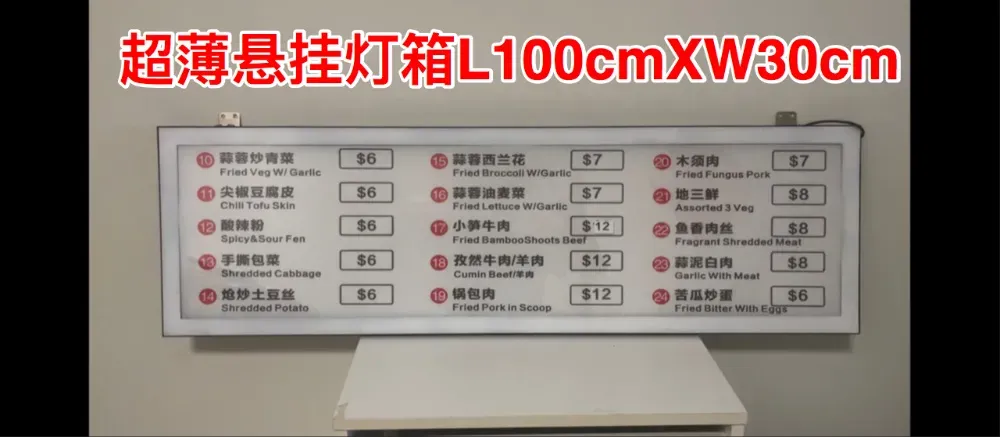 超薄悬挂灯箱L100cmXW30cm
10 蒜蓉炒青菜 $6
Fried Veg W/ Garlic
11 尖椒豆腐皮 $6
Chili Tofu Skin
12 酸辣粉 $6
Spicy&Sour Fen
13 手撕包菜 $6
Shredded Cabbage
14 炝炒土豆丝 $6
Shredded Potato
15 蒜蓉西兰花 $7
Fried Broccoli W/Garlic
16 蒜蓉油麦菜 $7
Fried Lettuce W/Garlic
17 小笋牛肉 $12
Fried BambooShoots Beef
18 孜然牛肉/羊肉 $12
Cumin Beef/羊肉
19 锅包肉 $12
Fried Pork in Scoop
20 木须肉 $7
Fried Fungus Pork
21 地三鲜 $8
Assorted 3 Veg
22 鱼香肉丝 $8
Fragrant Shredded Meat
23 蒜泥白肉 $8
Garlic With Meat
24 苦瓜炒蛋 $6
Fried Bitter With Eggs